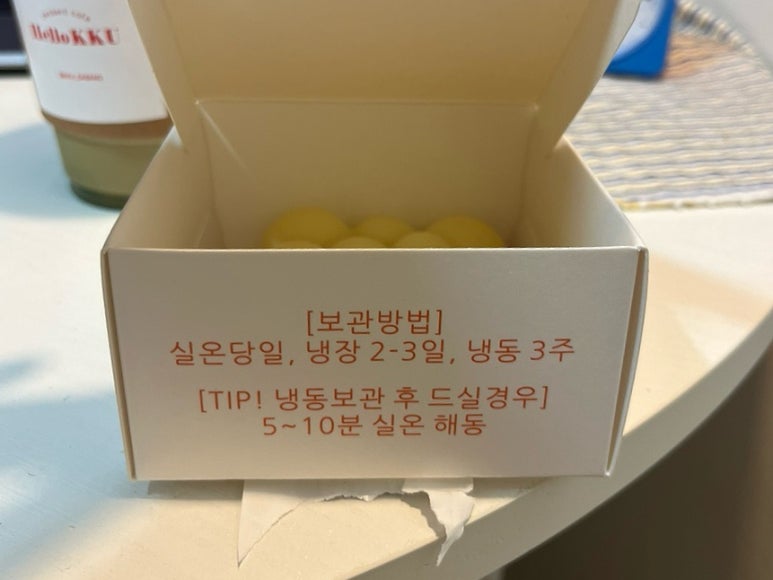 HelloKKU
[보관방법]
실온당일, 냉장 2-3일, 냉동 3주
[TIP! 냉동보관 후 드실경우]
5~10분 실온 해동